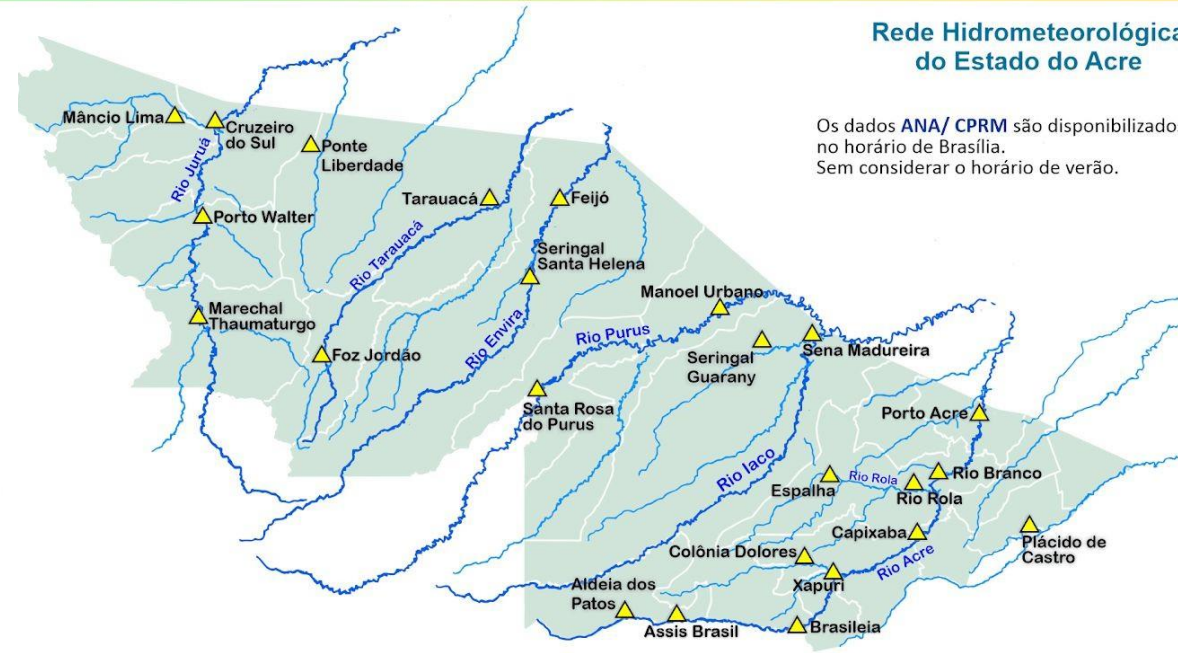 Rede Hidrometeorológica
do Estado do Acre
Os dados ANA/ CPRM são disponibilizado
no horário de Brasília.
Sem considerar o horário de verão.
Mâncio Lima
Cruzeiro
do Sul
Ponte
Liberdade
Rio Juruá
Porto Walter
Tarauacá
Feijó
Rio Tarauacá
Seringal
Santa Helena
Marechal
Thaumaturgo
Foz Jordão
Rio Envira
Manoel Urbano
Rio Purus
Seringal
Guarany
Sena Madureira
Santa Rosa
do Purus
Porto Acre
Rio Iaco
Espalha
Rio Rola
Rio Rola
Rio Branco
Capixaba
Plácido de
Castro
Colônia Dolores
Xapuri
Rio Acre
Aldeia dos
Patos
Assis Brasil
Brasileia